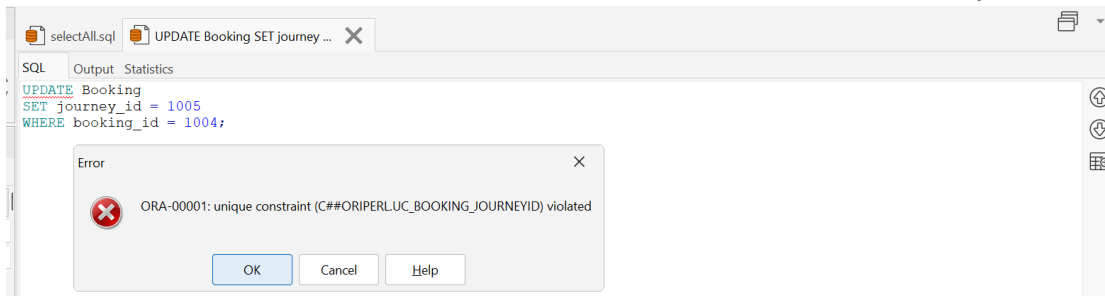 selectAll.sql UPDATE Booking SET journey ...
SQL Output Statistics
UPDATE Booking
SET journey_id = 1005
WHERE booking_id = 1004;
Error
ORA-00001: unique constraint (C##ORIPERL.UC_BOOKING_JOURNEYID) violated
OK Cancel Help